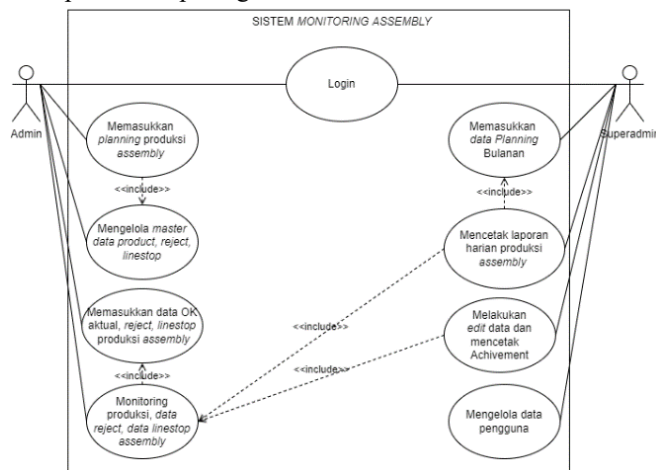 SISTEM MONITORING ASSEMBLY
Login
Admin
Superadmin
Memasukkan
planning produksi
assembly
Memasukkan
data Planning
Bulanan
<<include>>
<<include>>
Mengelola master
data product, reject,
linestop
Mencetak laporan
harian produksi
assembly
Memasukkan data OK
aktual, reject, linestop
produksi assembly
<<include>>
Melakukan
edit data dan
mencetak
Achivement
<<include>>
<<include>>
Monitoring
produksi, data
reject, data linestop
assembly
Mengelola data
pengguna